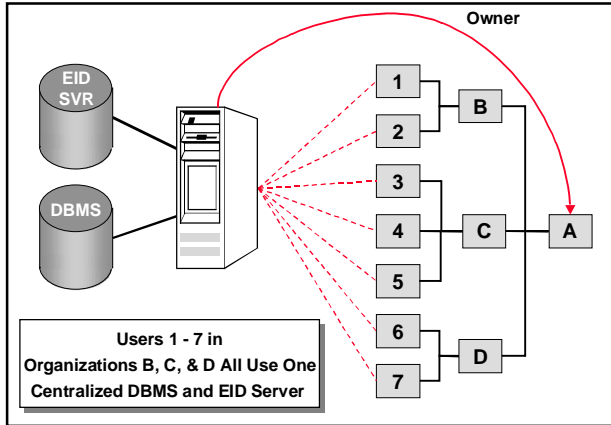 Owner
EID
SVR
DBMS
1
2
3
4
5
6
7
B
C
D
A
Users 1 - 7 in
Organizations B, C, & D All Use One
Centralized DBMS and EID Server